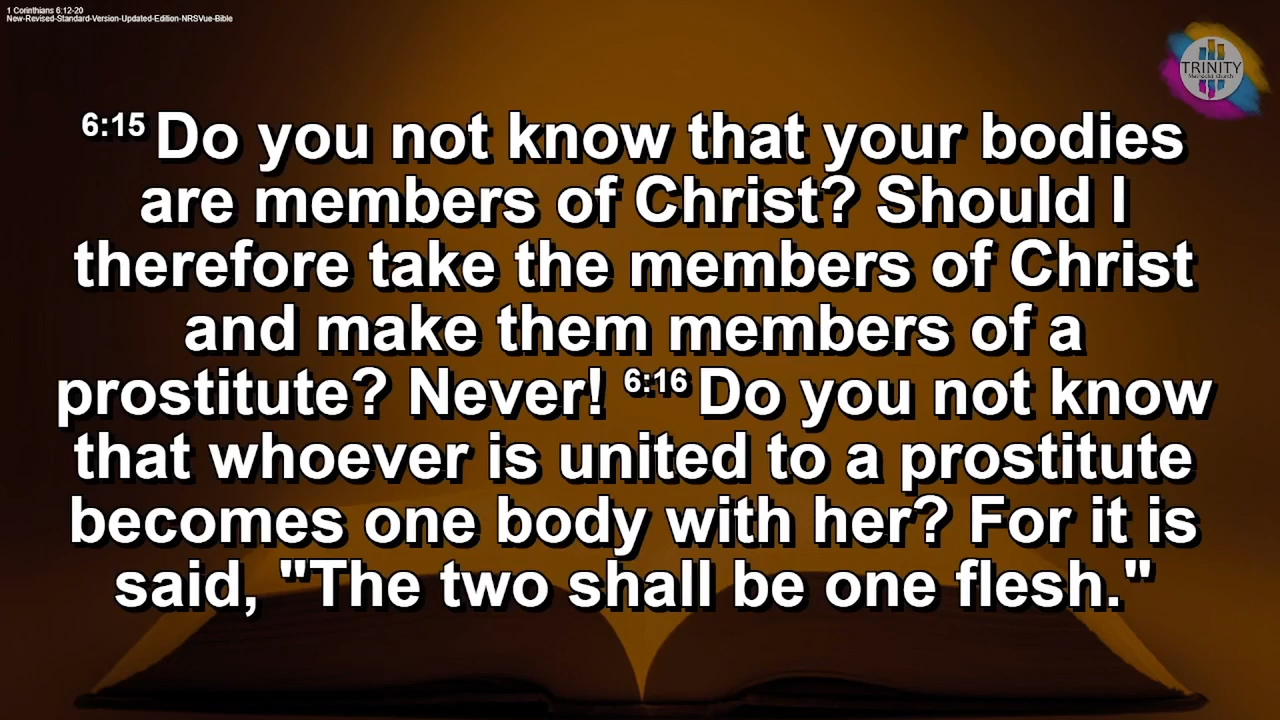 1 Corinthians 6:12-20
New-Revised-Standard-Version-Updated-Edition-NRSVue-Bible
TRINITY
Methodist church
6:15 Do you not know that your bodies
are members of Christ? Should I
therefore take the members of Christ
and make them members of a
prostitute? Never! 6:16 Do you not know
that whoever is united to a prostitute
becomes one body with her? For it is
said, "The two shall be one flesh."